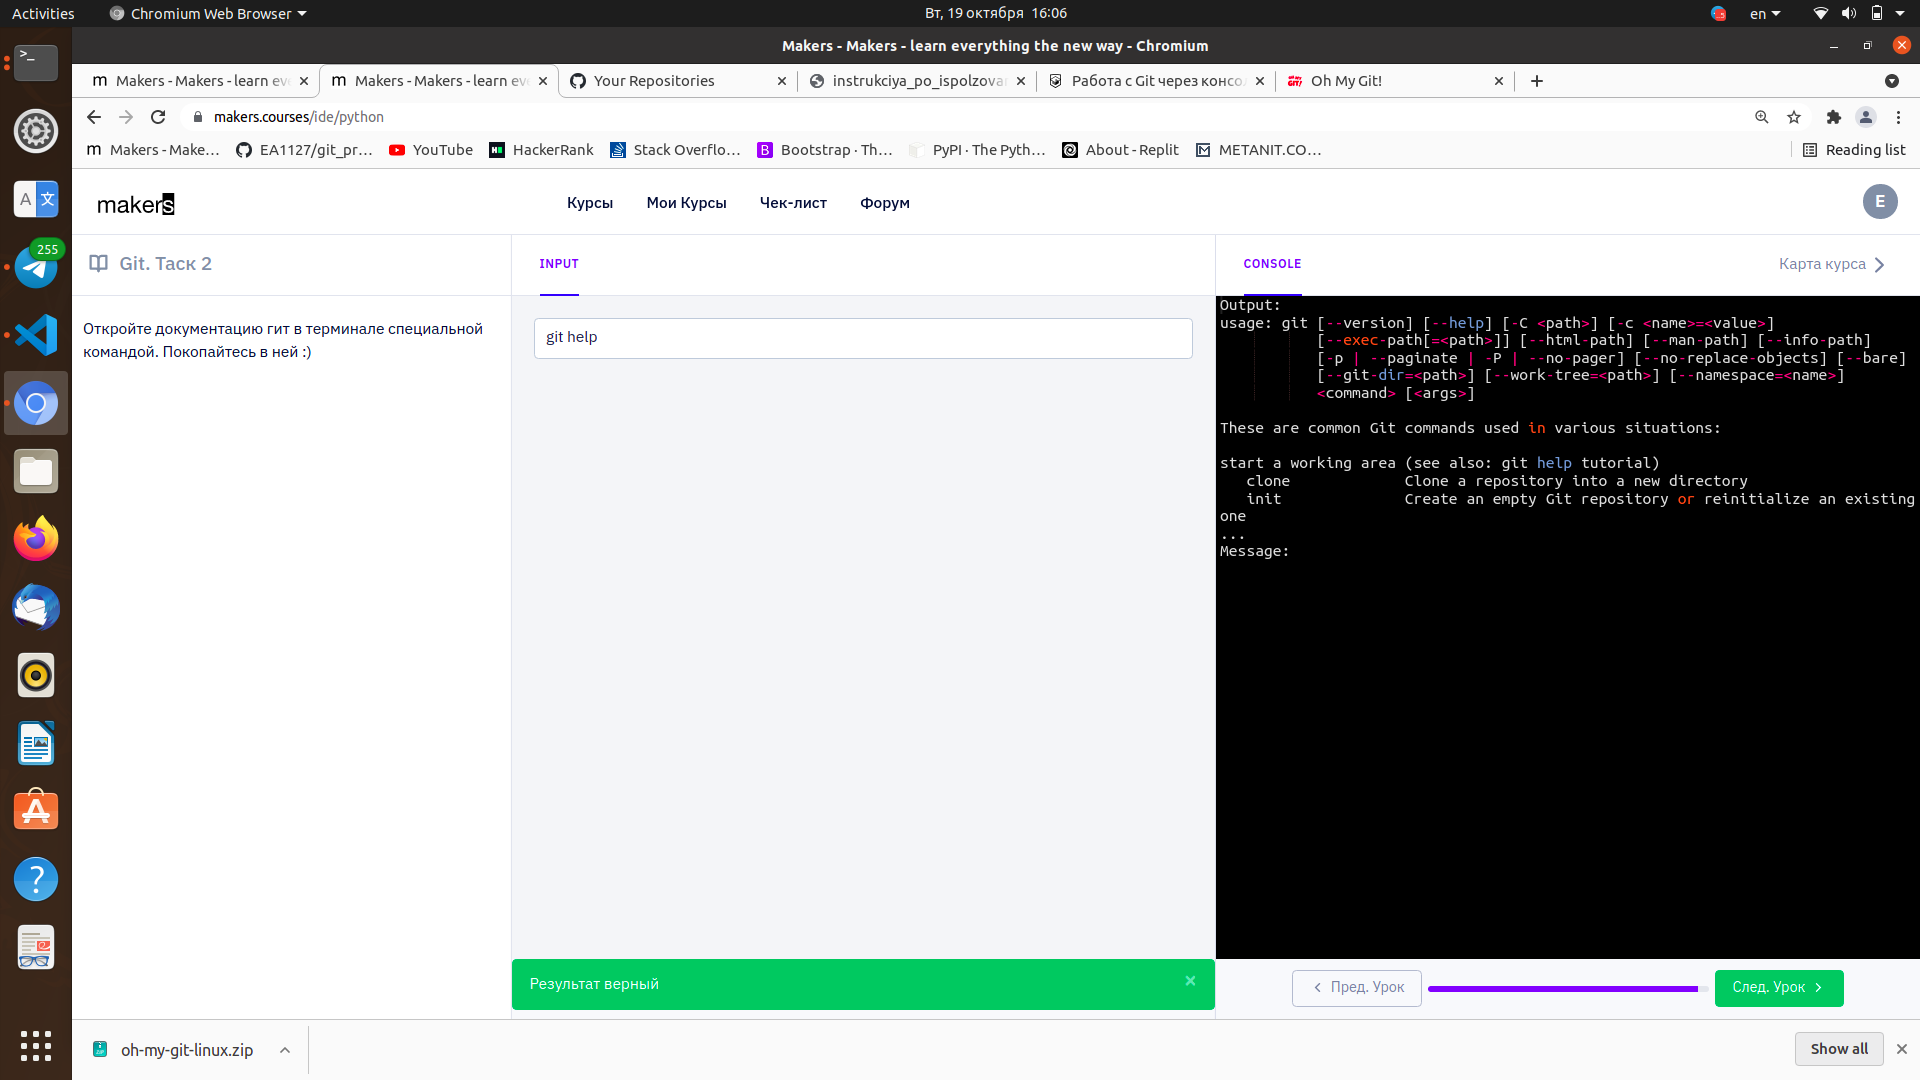 Activities
Chromium Web Browser
Вт, 19 октября 16:06
en
Makers - Makers - learn everything the new way - Chromium
Makers - Makers - learn eve
Makers - Makers - learn eve
Your Repositories
instrukciya_po_ispolzova
Работа с Git через консо
Oh My Git!
makers.courses/ide/python
Makers - Make...
EA1127/git_pr...
YouTube
HackerRank
Stack Overflo...
Bootstrap · Th...
PyPI · The Pyth...
About - Replit
METANIT.CO...
Reading list
makers
Курсы
Мои Курсы
Чек-лист
Форум
E
255
Git. Таск 2
INPUT
CONSOLE
Карта курса
Откройте документацию гит в терминале специальной
командой. Покопайтесь в ней :)
git help
Output:
usage: git [--version] [--help] [-C <path>] [-c <name>=<value>]
[--exec-path[=<path>]] [--html-path] [--man-path] [--info-path]
[-p | --paginate | -P | --no-pager] [--no-replace-objects] [--bare]
[--git-dir=<path>] [--work-tree=<path>] [--namespace=<name>]
<command> [<args>]
These are common Git commands used in various situations:
start a working area (see also: git help tutorial)
clone Clone a repository into a new directory
init Create an empty Git repository or reinitialize an existing
one
...
Message:
Результат верный
Пред. Урок
След. Урок
oh-my-git-linux.zip
Show all